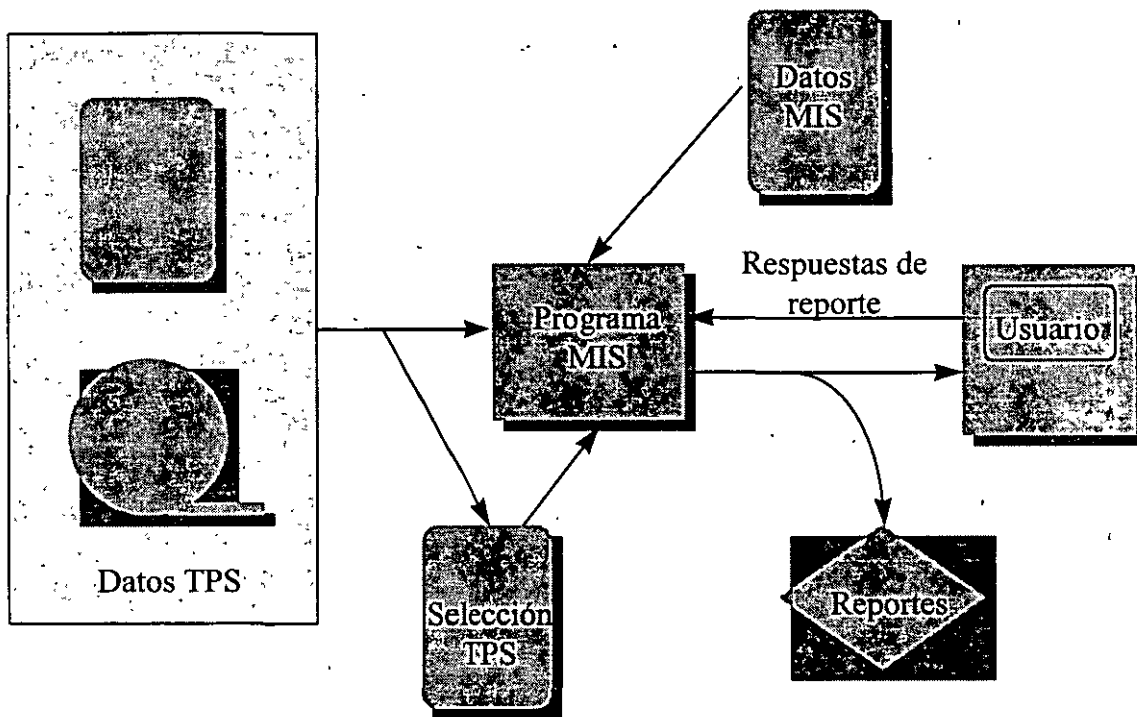 Datos
MIS
Respuestas de
reporte
Usuario
Programa
MIS
Datos TPS
Selección
TPS
Reportes